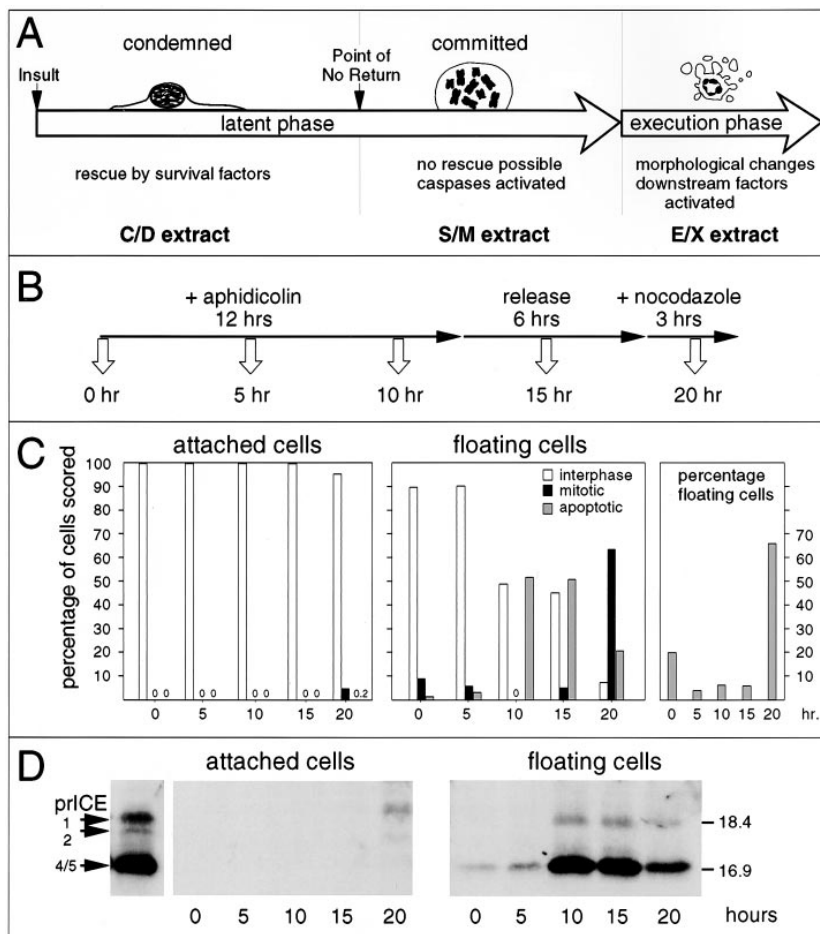 A
condemned
committed
Insult
Point of
No Return
latent phase
execution phase
rescue by survival factors
no rescue possible
caspases activated
morphological changes
downstream factors
activated
C/D extract
S/M extract
E/X extract
B
+ aphidicolin
12 hrs
release
6 hrs
+ nocodazole
3 hrs
0 hr
5 hr
10 hr
15 hr
20 hr
C
attached cells
floating cells
percentage of cells scored
100
90
80
70
60
50
40
30
20
10
0 0
0 0
0 0
0 0
0.2
0
5
10
15
20
interphase
mitotic
apoptotic
0
0
5
10
15
20
percentage
floating cells
70
60
50
40
30
20
10
0
5
10
15
20
hr.
D
attached cells
floating cells
prICE
1
2
4/5
18.4
16.9
0 5 10 15 20
0 5 10 15 20 hours